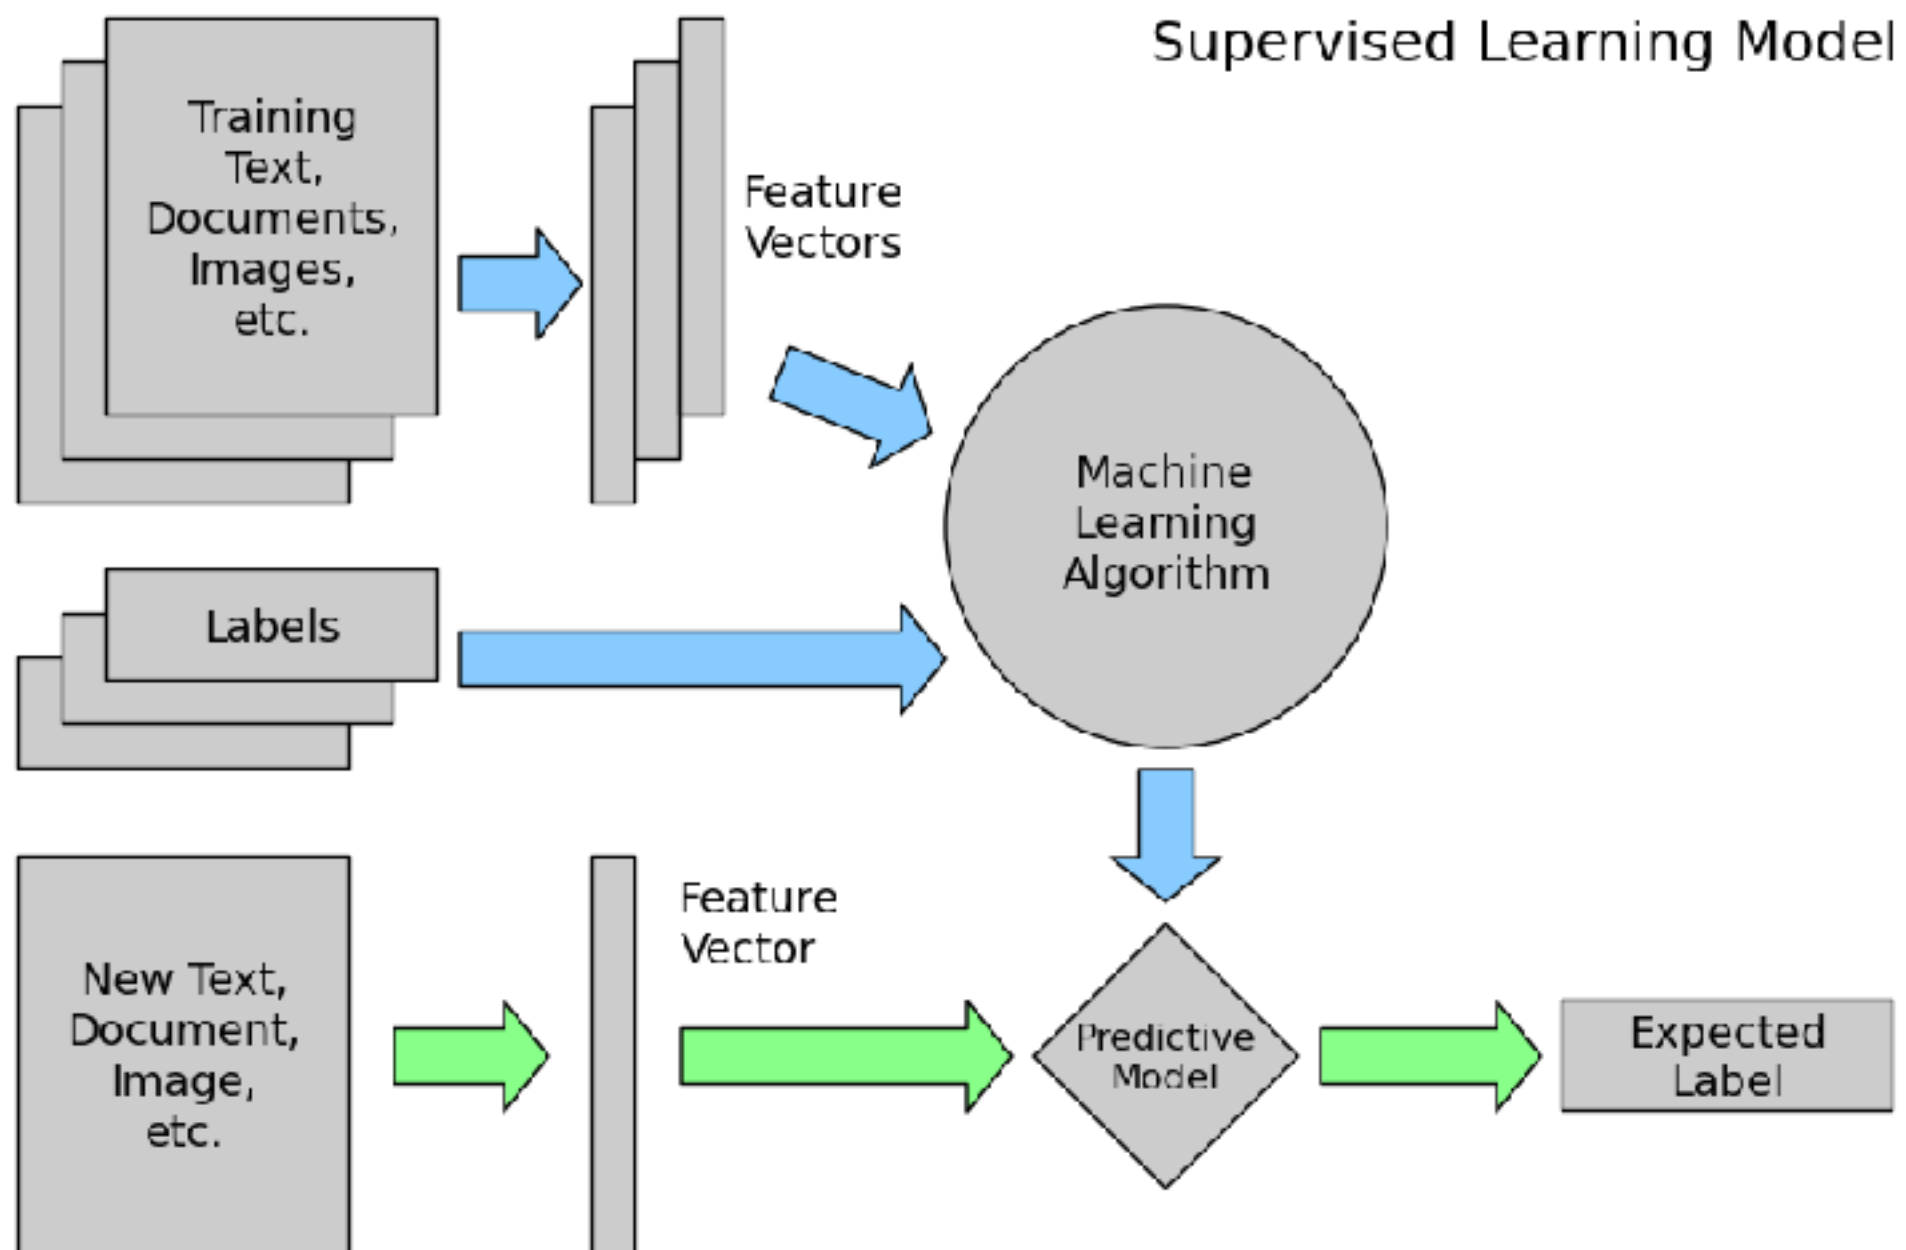 Supervised Learning Model
Training
Text,
Documents,
Images,
etc.
Feature
Vectors
Machine
Learning
Algorithm
Labels
New Text,
Document,
Image,
etc.
Feature
Vector
Predictive
Model
Expected
Label